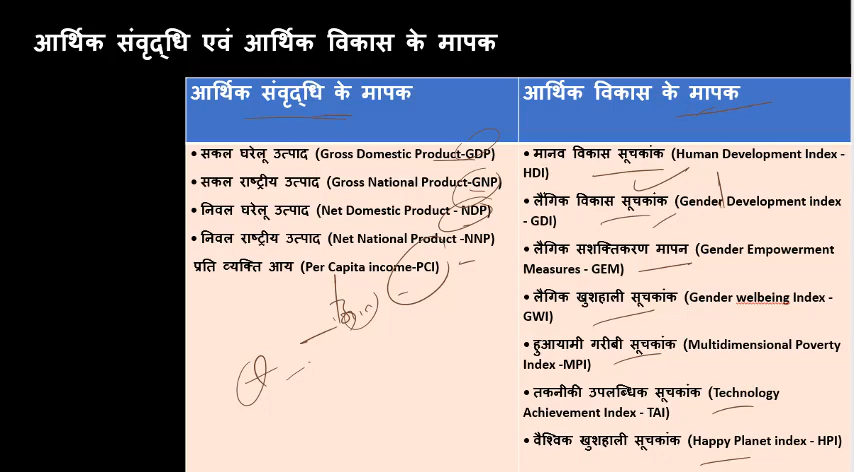 आर्थिक संवृद्धि एवं आर्थिक विकास के मापक
आर्थिक संवृद्धि के मापक
• सकल घरेलू उत्पाद (Gross Domestic Product-GDP)
• सकल राष्ट्रीय उत्पाद (Gross National Product-GNP)
• निवल घरेलू उत्पाद (Net Domestic Product - NDP)
• निवल राष्ट्रीय उत्पाद (Net National Product -NNP)
प्रति व्यक्ति आय (Per Capita income-PCI)
आर्थिक विकास के मापक
• मानव विकास सूचकांक (Human Development Index -
HDI)
• लैंगिक विकास सूचकांक (Gender Development index
- GDI)
• लैगिक सशक्तिकरण मापन (Gender Empowerment
Measures - GEM)
• लैगिक खुशहाली सूचकांक (Gender welbeing Index -
GWI)
• हुआयामी गरीबी सूचकांक (Multidimensional Poverty
Index -MPI)
• तकनीकी उपलब्धिक सूचकांक (Technology
Achievement Index - TAI)
• वैश्विक खुशहाली सूचकांक (Happy Planet index - HPI)